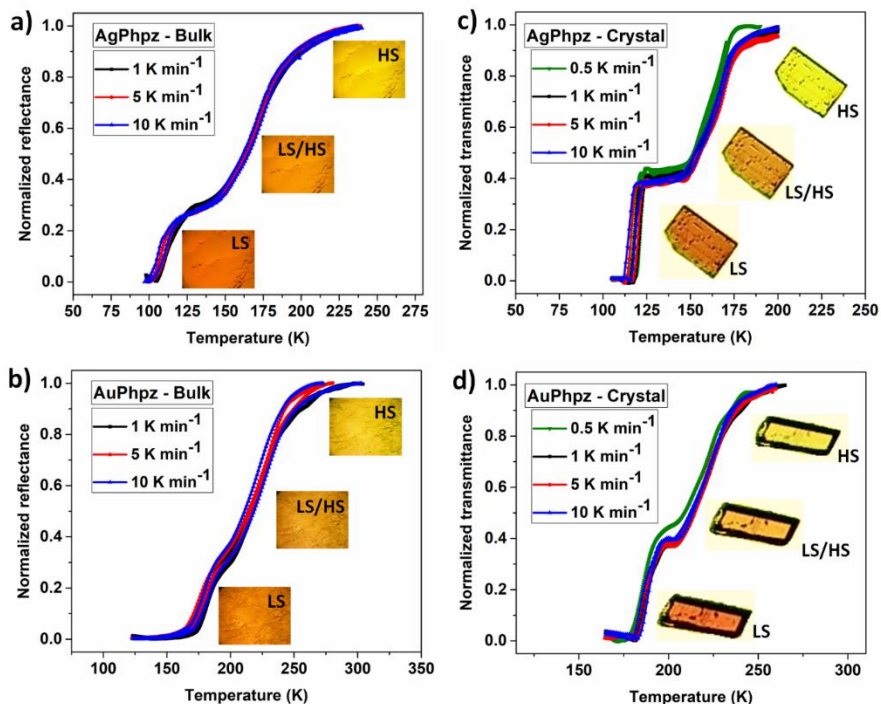 a)
AgPhpz - Bulk
1 K min⁻¹
5 K min⁻¹
10 K min⁻¹
HS
LS/HS
LS
Normalized reflectance
1.0
0.8
0.6
0.4
0.2
0.0
75 100 125 150 175 200 225 250 275
Temperature (K)
c)
AgPhpz - Crystal
0.5 K min⁻¹
1 K min⁻¹
5 K min⁻¹
10 K min⁻¹
HS
LS/HS
LS
Normalized transmittance
1.0
0.8
0.6
0.4
0.2
0.0
50 75 100 125 150 175 200 225 250
Temperature (K)
b)
AuPhpz - Bulk
1 K min⁻¹
5 K min⁻¹
10 K min⁻¹
HS
LS/HS
LS
Normalized reflectance
1.0
0.8
0.6
0.4
0.2
0.0
100 150 200 250 300 350
Temperature (K)
d)
AuPhpz - Crystal
0.5 K min⁻¹
1 K min⁻¹
5 K min⁻¹
10 K min⁻¹
HS
LS/HS
LS
Normalized transmittance
1.0
0.8
0.6
0.4
0.2
0.0
150 200 250 300
Temperature (K)